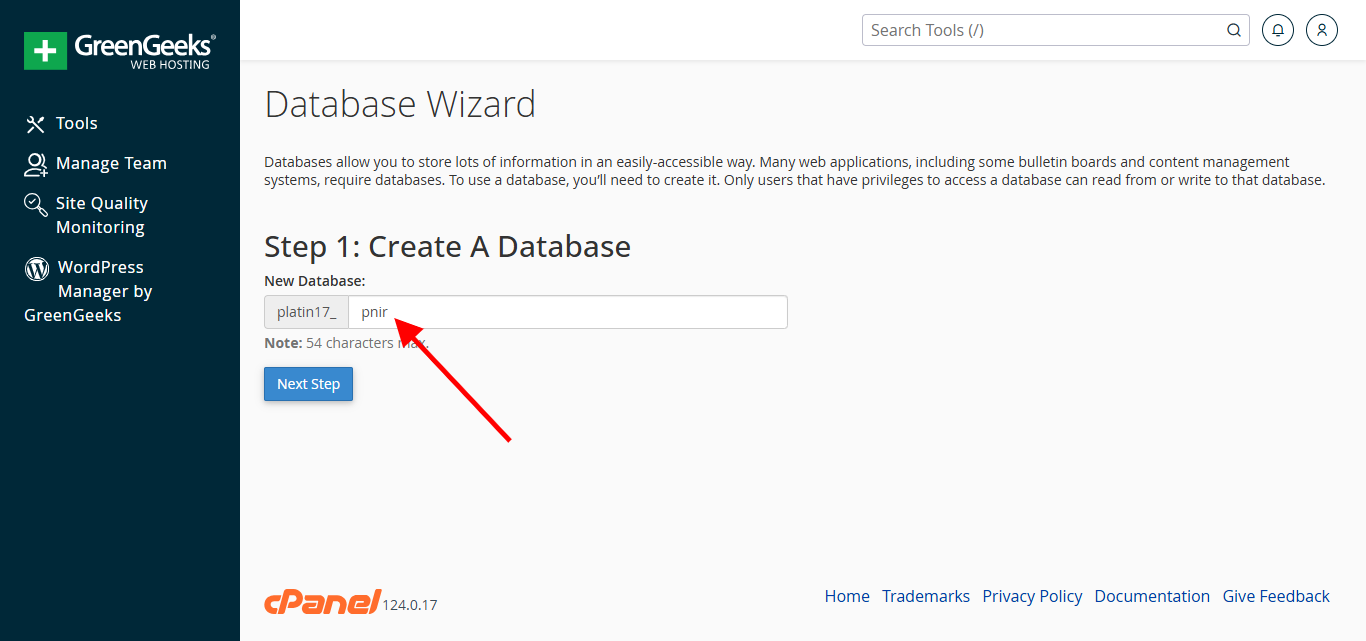 GreenGeeks®
WEB HOSTING
Tools
Manage Team
Site Quality
Monitoring
WordPress
Manager by
GreenGeeks
Search Tools (/)
Database Wizard
Databases allow you to store lots of information in an easily-accessible way. Many web applications, including some bulletin boards and content management
systems, require databases. To use a database, you’ll need to create it. Only users that have privileges to access a database can read from or write to that database.
Step 1: Create A Database
New Database:
platin17_ pnir
Note: 54 characters max.
Next Step
cPanel 124.0.17
Home Trademarks Privacy Policy Documentation Give Feedback